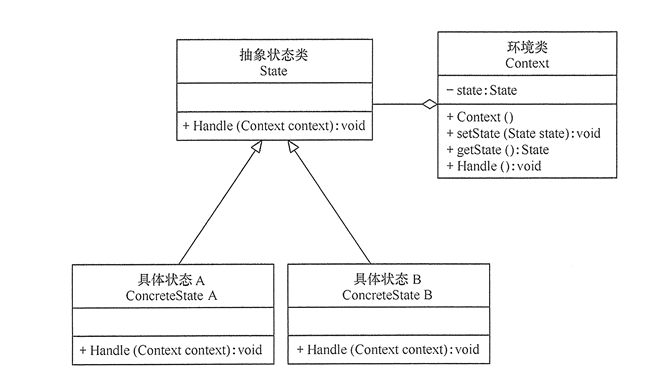 抽象状态类
State
+ Handle (Context context): void
环境类
Context
− state: State
+ Context ()
+ setState (State state): void
+ getState (): State
+ Handle (): void
具体状态 A
ConcreteState A
+ Handle (Context context): void
具体状态 B
ConcreteState B
+ Handle (Context context): void